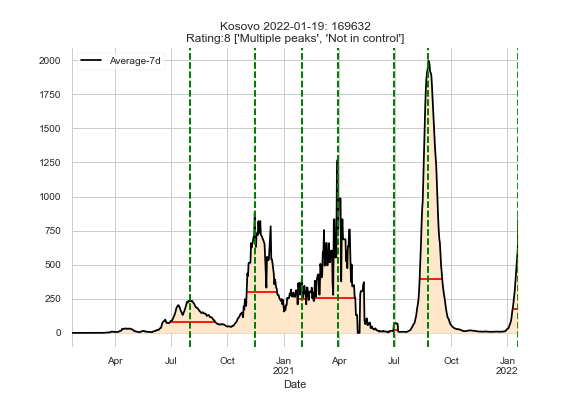 Kosovo 2022-01-19: 169632
Rating:8 ['Multiple peaks', 'Not in control']
Average-7d
2000
1750
1500
1250
1000
750
500
250
0
Apr Jul Oct Jan Apr Jul Oct Jan
2021 2022
Date